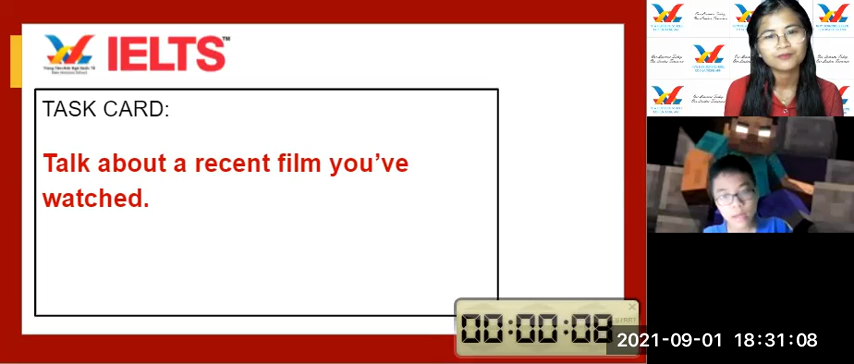 IELTS™
TASK CARD:
Talk about a recent film you've
watched.
00:00:08
2021-09-01 18:31:08